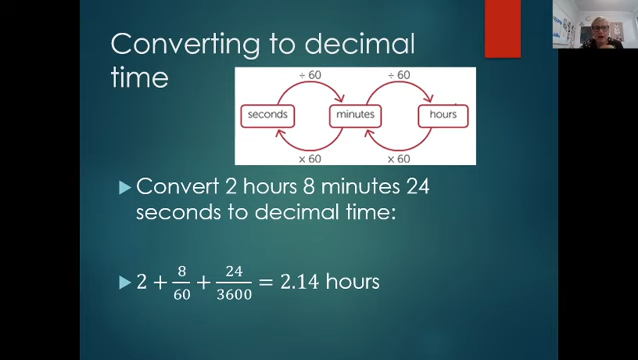 Converting to decimal
time
÷ 60 ÷ 60
seconds minutes hours
x 60 x 60
Convert 2 hours 8 minutes 24
seconds to decimal time:
2 + 8/60 + 24/3600 = 2.14 hours